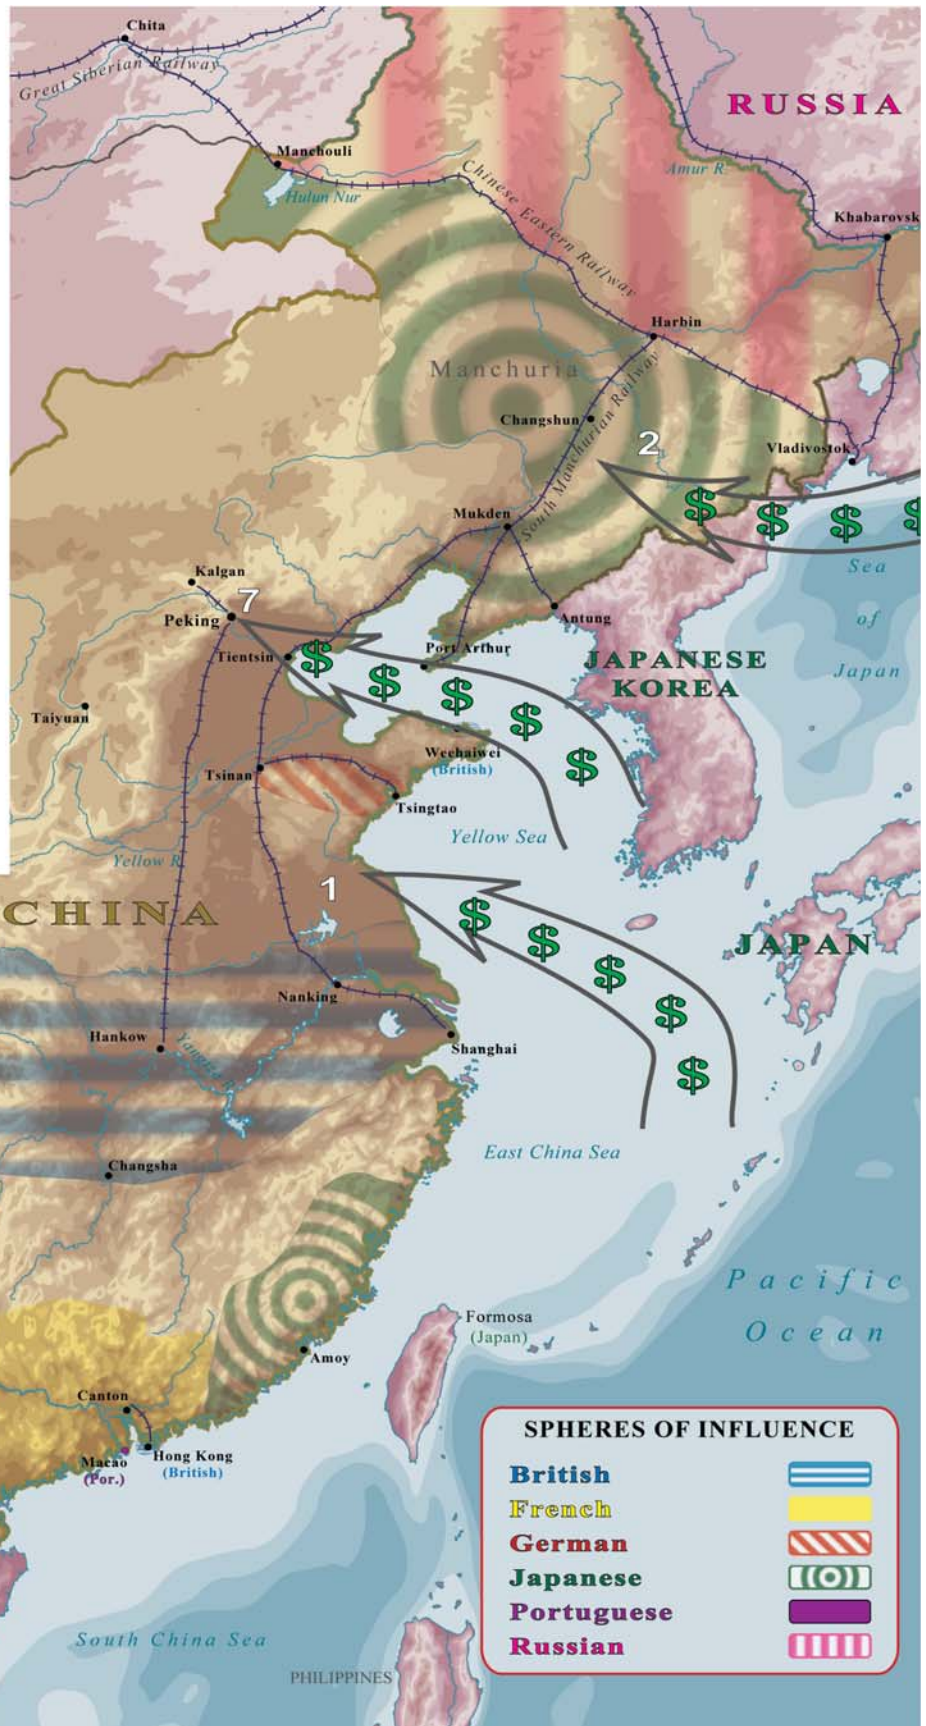 Chita
Great Siberian Railway
RUSSIA
Manchouli
Hulun Nur
Chinese Eastern Railway
Amur R.
Khabarovsk
Harbin
Manchuria
Changshun
South Manchurian Railway
2
Vladivostok
$ $ $ $
Mukden
Sea
of
Japan
Kalgan
7
Peking
Antung
Tientsin
Port Arthur
JAPANESE
KOREA
$ $ $ $ $
Taiyuan
Weehaiwei
(British)
Tsinan
Tsingtao
Yellow Sea
Yellow R.
1
CHINA
$ $ $ $ $
JAPAN
Nanking
Hankow
Yangtze R.
Shanghai
East China Sea
Changsha
Pacific
Ocean
Formosa
(Japan)
Amoy
Canton
Macao
(Por.)
Hong Kong
(British)
SPHERES OF INFLUENCE
British
French
German
Japanese
Portuguese
Russian
South China Sea
PHILIPPINES